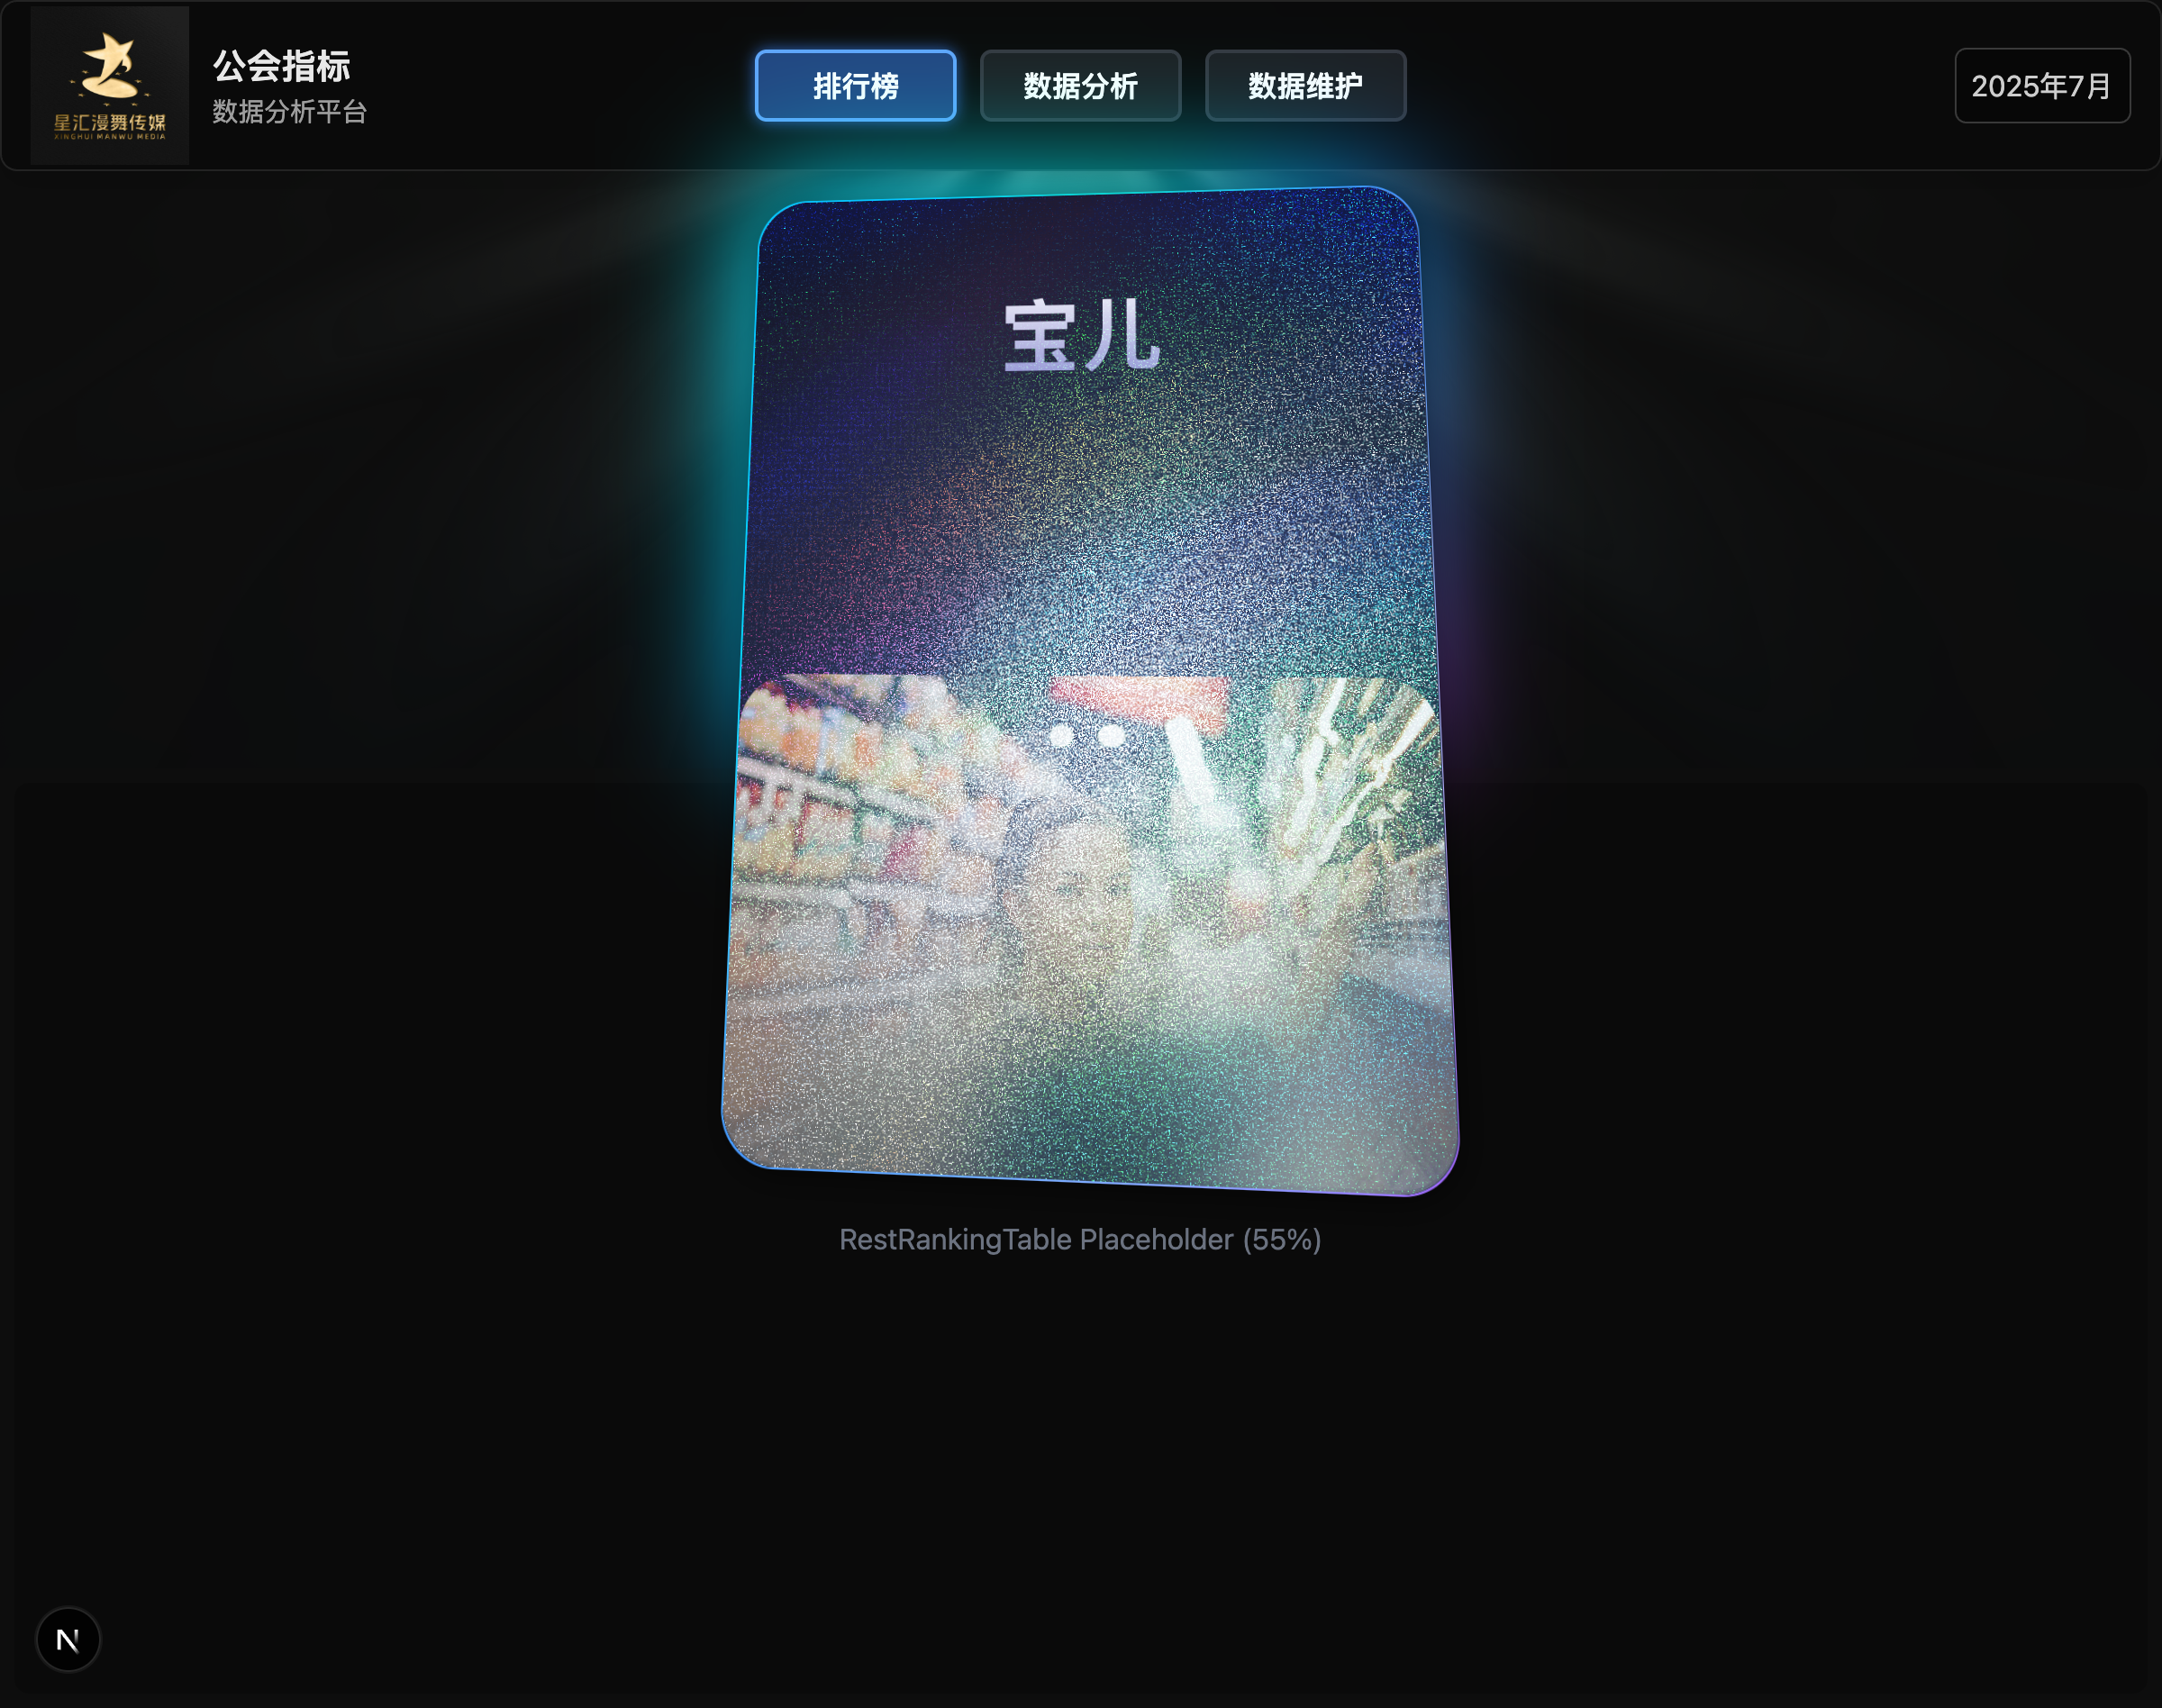 星汇漫舞传媒
XINGHUI MANWU MEDIA
公会指标
数据分析平台
排行榜
数据分析
数据维护
2025年7月
宝儿
RestRankingTable Placeholder (55%)
N